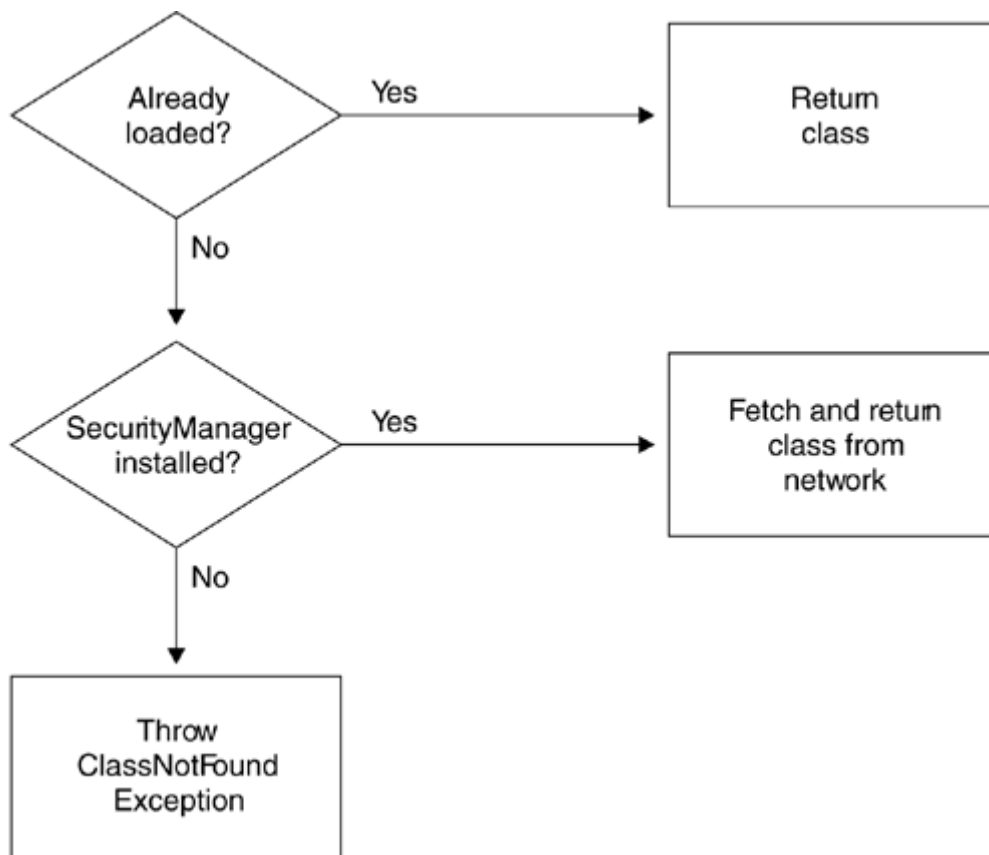 Already
loaded?
Yes
Return
class
No
SecurityManager
installed?
Yes
Fetch and return
class from
network
No
Throw
ClassNotFound
Exception